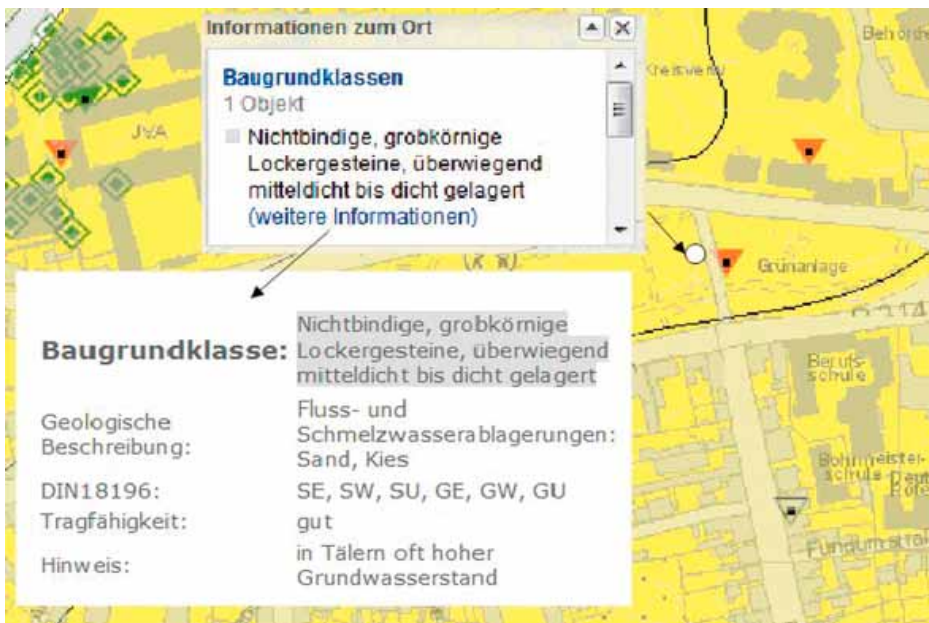 Informationen zum Ort
Baugrundklassen
1 Objekt
Nichtbindige, grobkörnige
Lockergesteine, überwiegend
mitteldicht bis dicht gelagert
(weitere Informationen)
JVA
Grünanlage
Baugrundklasse:
Nichtbindige, grobkörnige
Lockergesteine, überwiegend
mitteldicht bis dicht gelagert
Geologische
Beschreibung:
Fluss- und
Schmelzwasserablagerungen:
Sand, Kies
DIN18196:
SE, SW, SU, GE, GW, GU
Tragfähigkeit:
gut
Hinweis:
in Tälern oft hoher
Grundwasserstand
Berufs-
schule
Bohrmeister-
schule